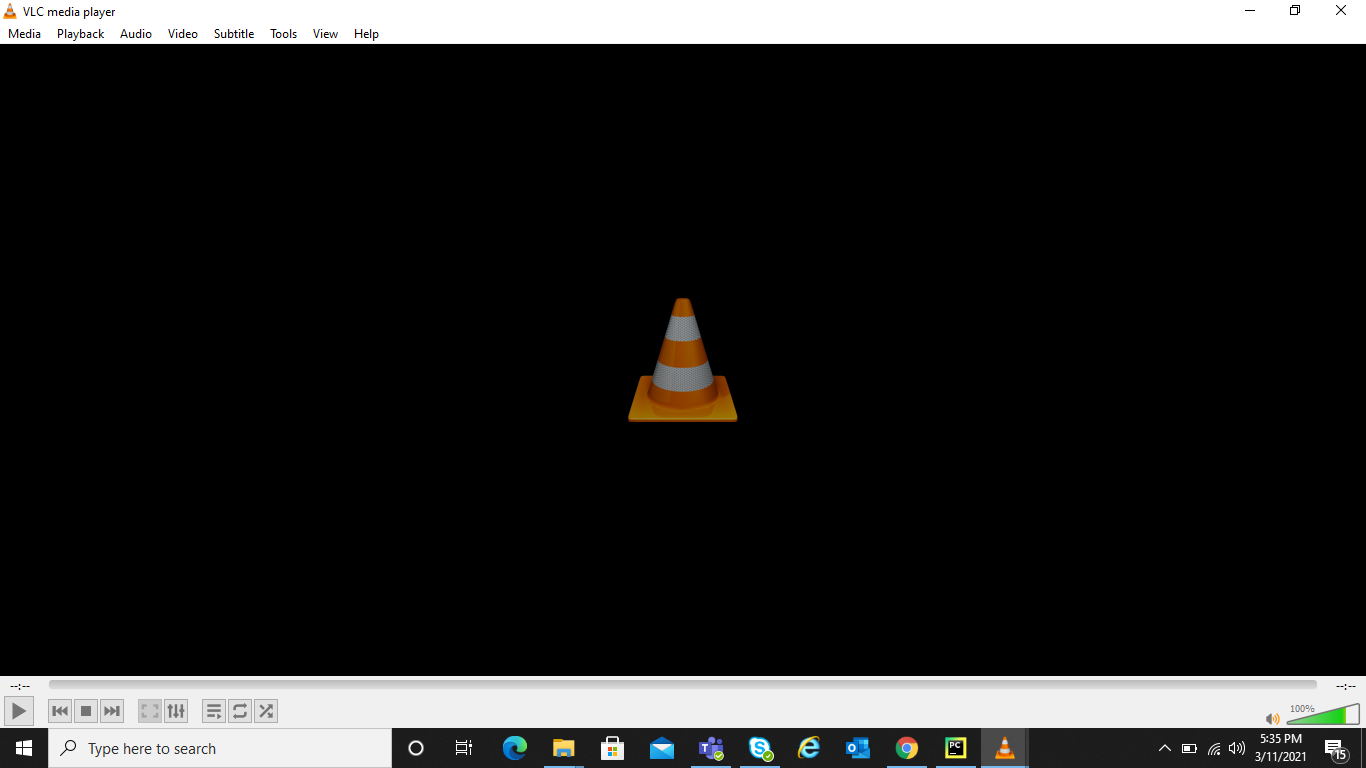 VLC media player
Media Playback Audio Video Subtitle Tools View Help
--:-- --:--
100%
Type here to search
PC
5:35 PM
3/11/2021
15